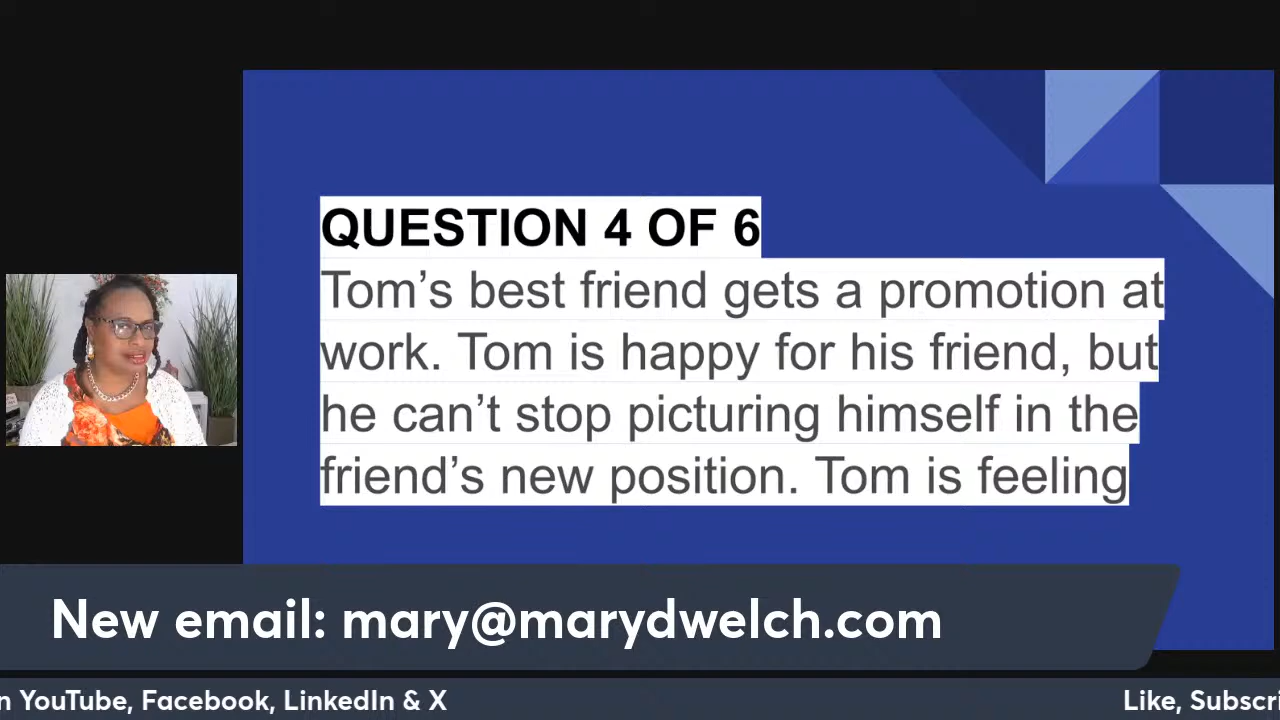 QUESTION 4 OF 6
Tom’s best friend gets a promotion at
work. Tom is happy for his friend, but
he can’t stop picturing himself in the
friend’s new position. Tom is feeling
New email: mary@marydwelch.com
n YouTube, Facebook, LinkedIn & X
Like, Subscri